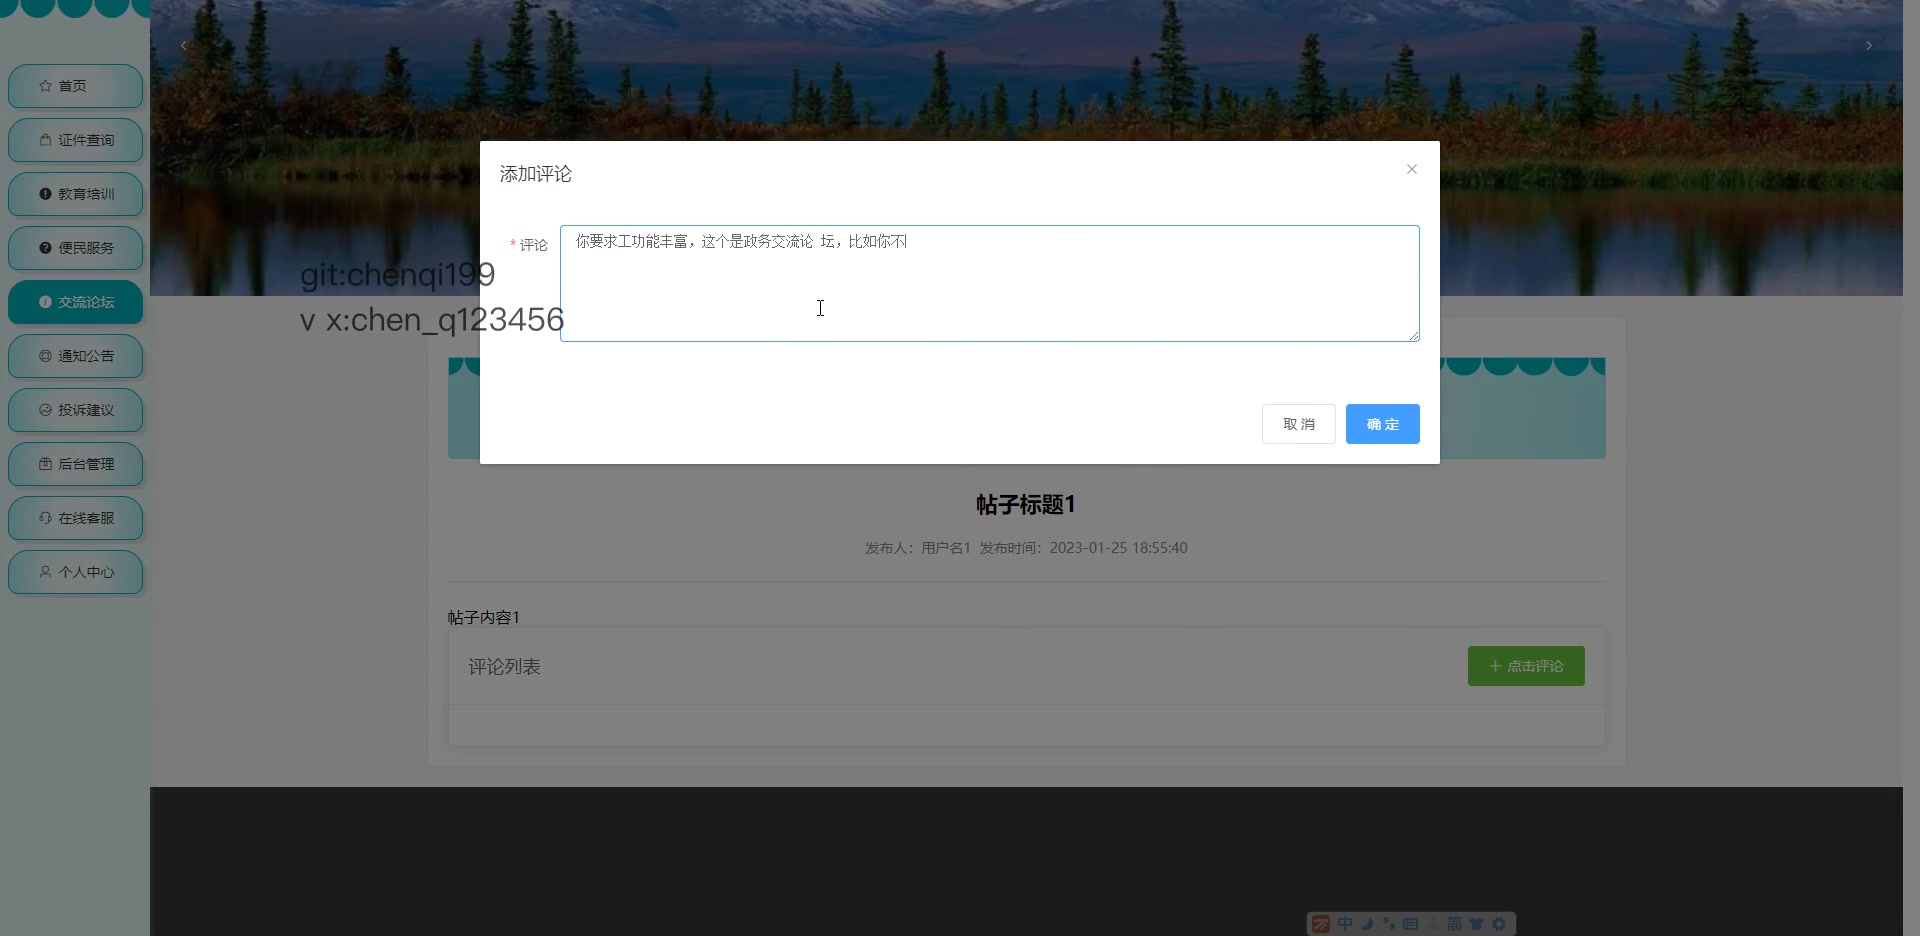 首页
证件查询
教育培训
便民服务
交流论坛
通知公告
投诉建议
后台管理
在线客服
个人中心
添加评论
* 评论
你要求工功能丰富，这个是政务交流论 坛，比如你不
git:chenqi199
v x:chen_q123456
取消
确定
帖子标题1
发布人：用户名1 发布时间：2023-01-25 18:55:40
帖子内容1
评论列表
点击评论
中
简